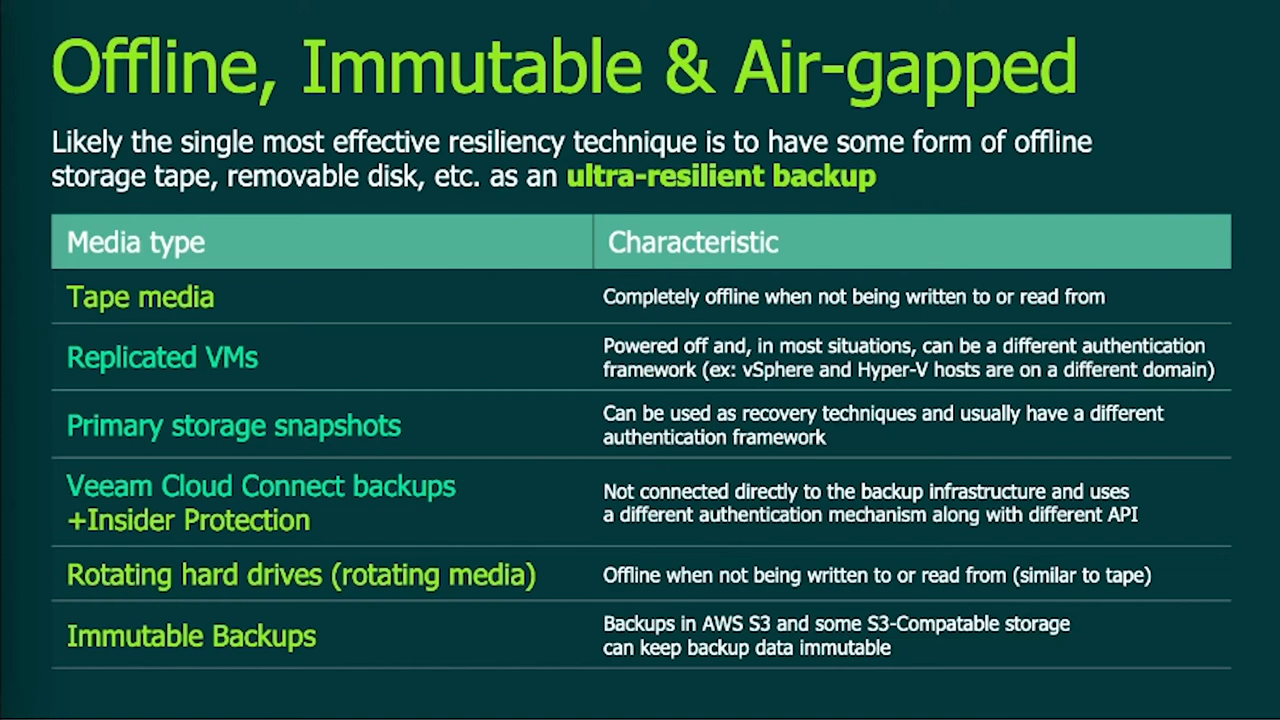 Offline, Immutable & Air-gapped
Likely the single most effective resiliency technique is to have some form of offline
storage tape, removable disk, etc. as an ultra-resilient backup
Media type
Characteristic
Tape media
Completely offline when not being written to or read from
Replicated VMs
Powered off and, in most situations, can be a different authentication
framework (ex: vSphere and Hyper-V hosts are on a different domain)
Primary storage snapshots
Can be used as recovery techniques and usually have a different
authentication framework
Veeam Cloud Connect backups
+Insider Protection
Not connected directly to the backup infrastructure and uses
a different authentication mechanism along with different API
Rotating hard drives (rotating media)
Offline when not being written to or read from (similar to tape)
Immutable Backups
Backups in AWS S3 and some S3-Compatable storage
can keep backup data immutable